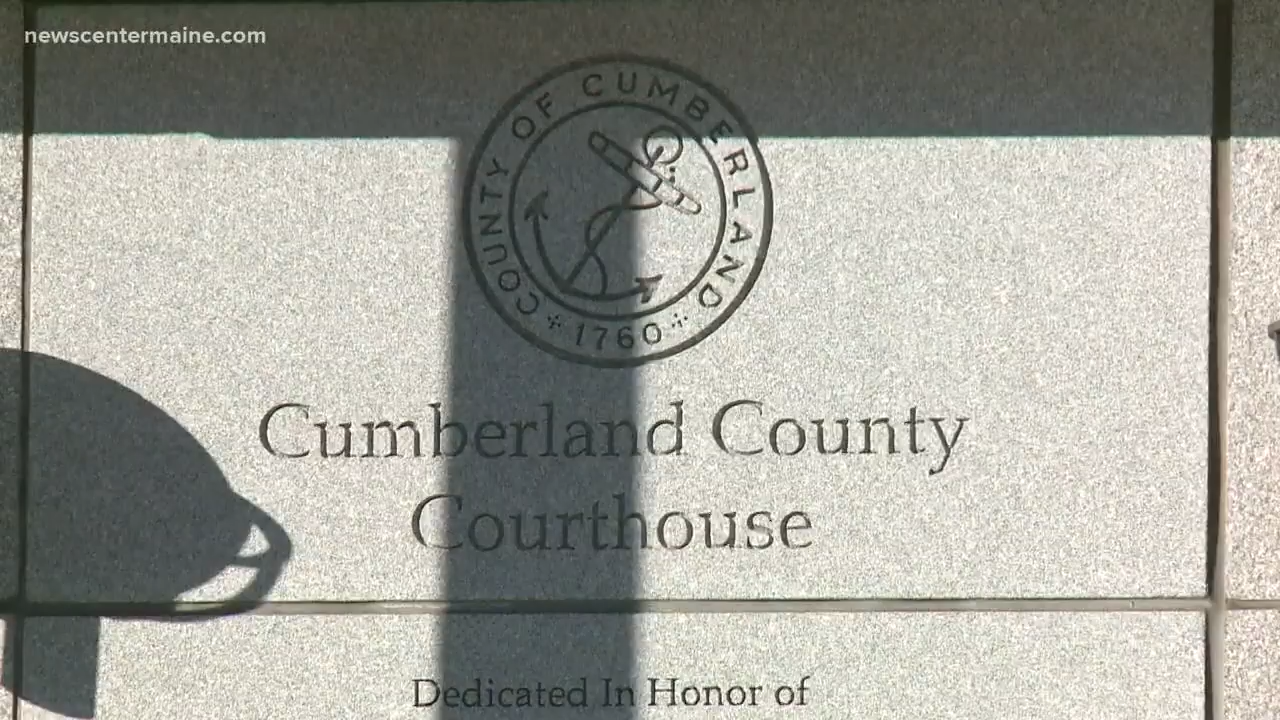 newscentermaine.com
COUNTY OF CUMBERLAND
1760
Cumberland County
Courthouse
Dedicated In Honor of